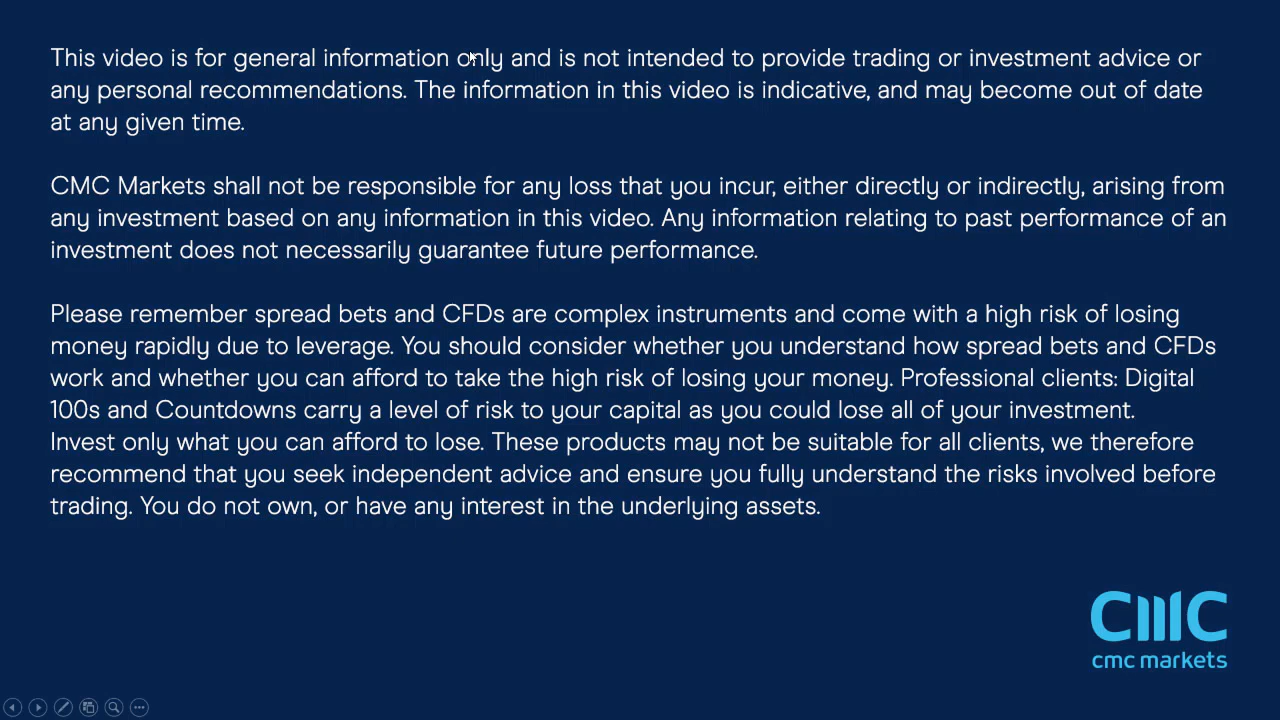 This video is for general information only and is not intended to provide trading or investment advice or
any personal recommendations. The information in this video is indicative, and may become out of date
at any given time.
CMC Markets shall not be responsible for any loss that you incur, either directly or indirectly, arising from
any investment based on any information in this video. Any information relating to past performance of an
investment does not necessarily guarantee future performance.
Please remember spread bets and CFDs are complex instruments and come with a high risk of losing
money rapidly due to leverage. You should consider whether you understand how spread bets and CFDs
work and whether you can afford to take the high risk of losing your money. Professional clients: Digital
100s and Countdowns carry a level of risk to your capital as you could lose all of your investment.
Invest only what you can afford to lose. These products may not be suitable for all clients, we therefore
recommend that you seek independent advice and ensure you fully understand the risks involved before
trading. You do not own, or have any interest in the underlying assets.
CMC
cmc markets